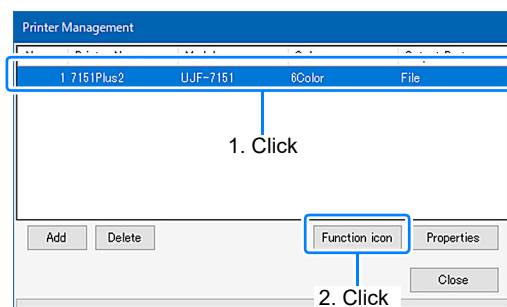 Printer Management
1 7151Plus2 UJF-7151 6Color File
1. Click
Add Delete Function icon Properties
Close
2. Click